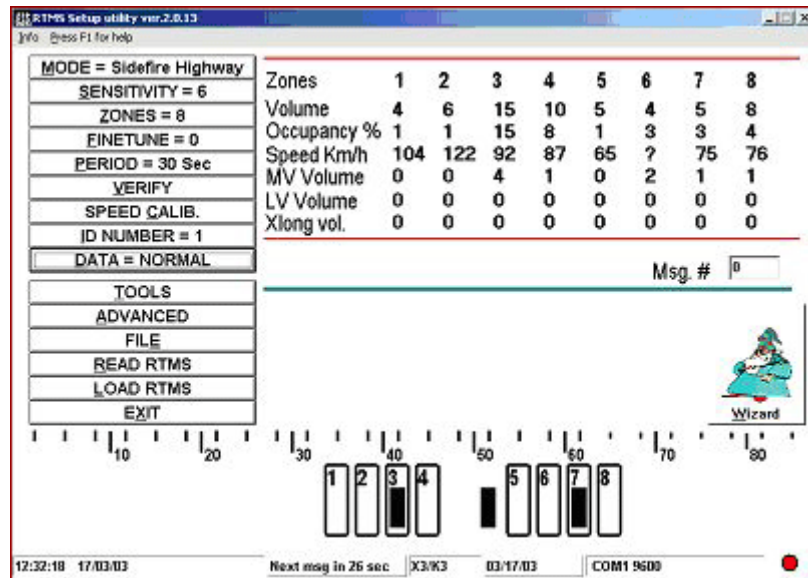 RTMS Setup utility ver.2.0.13
Info Press F1 for help
MODE = Sidefire Highway
SENSITIVITY = 6
ZONES = 8
FINETUNE = 0
PERIOD = 30 Sec
VERIFY
SPEED CALIB.
ID NUMBER = 1
DATA = NORMAL
TOOLS
ADVANCED
FILE
READ RTMS
LOAD RTMS
EXIT
Zones 1 2 3 4 5 6 7 8
Volume 4 6 15 10 5 4 5 8
Occupancy % 1 1 15 8 1 3 3 4
Speed Km/h 104 122 92 87 65 ? 75 76
MV Volume 0 0 4 1 0 2 1 1
LV Volume 0 0 0 0 0 0 0 0
Xlong vol. 0 0 0 0 0 0 0 0
Msg. # 0
Wizard
10 20 30 40 50 60 70 80
1 2 3 4 5 6 7 8
12:32:18 17/03/03 Next msg in 26 sec X3/K3 03/17/03 COM1 9600